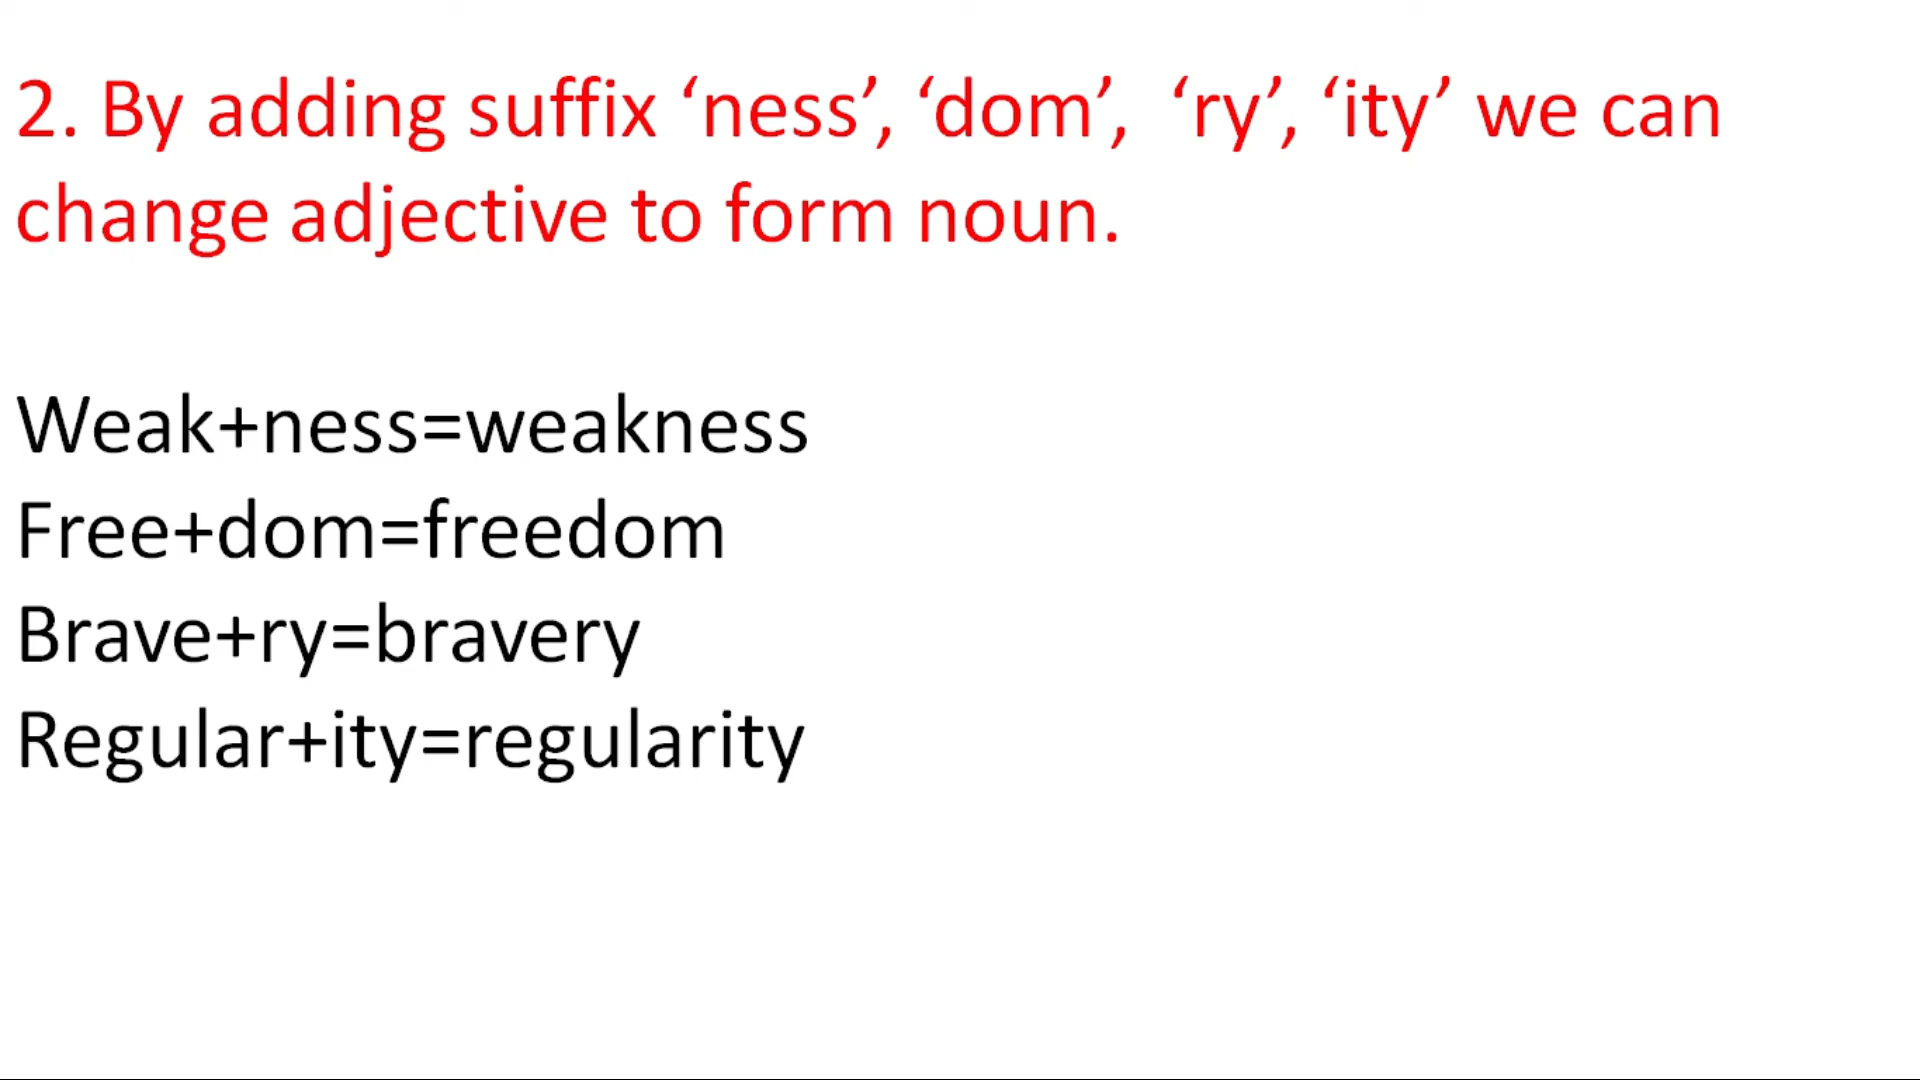 2. By adding suffix ‘ness’, ‘dom’,  ‘ry’, ‘ity’ we can
change adjective to form noun.
Weak+ness=weakness
Free+dom=freedom
Brave+ry=bravery
Regular+ity=regularity